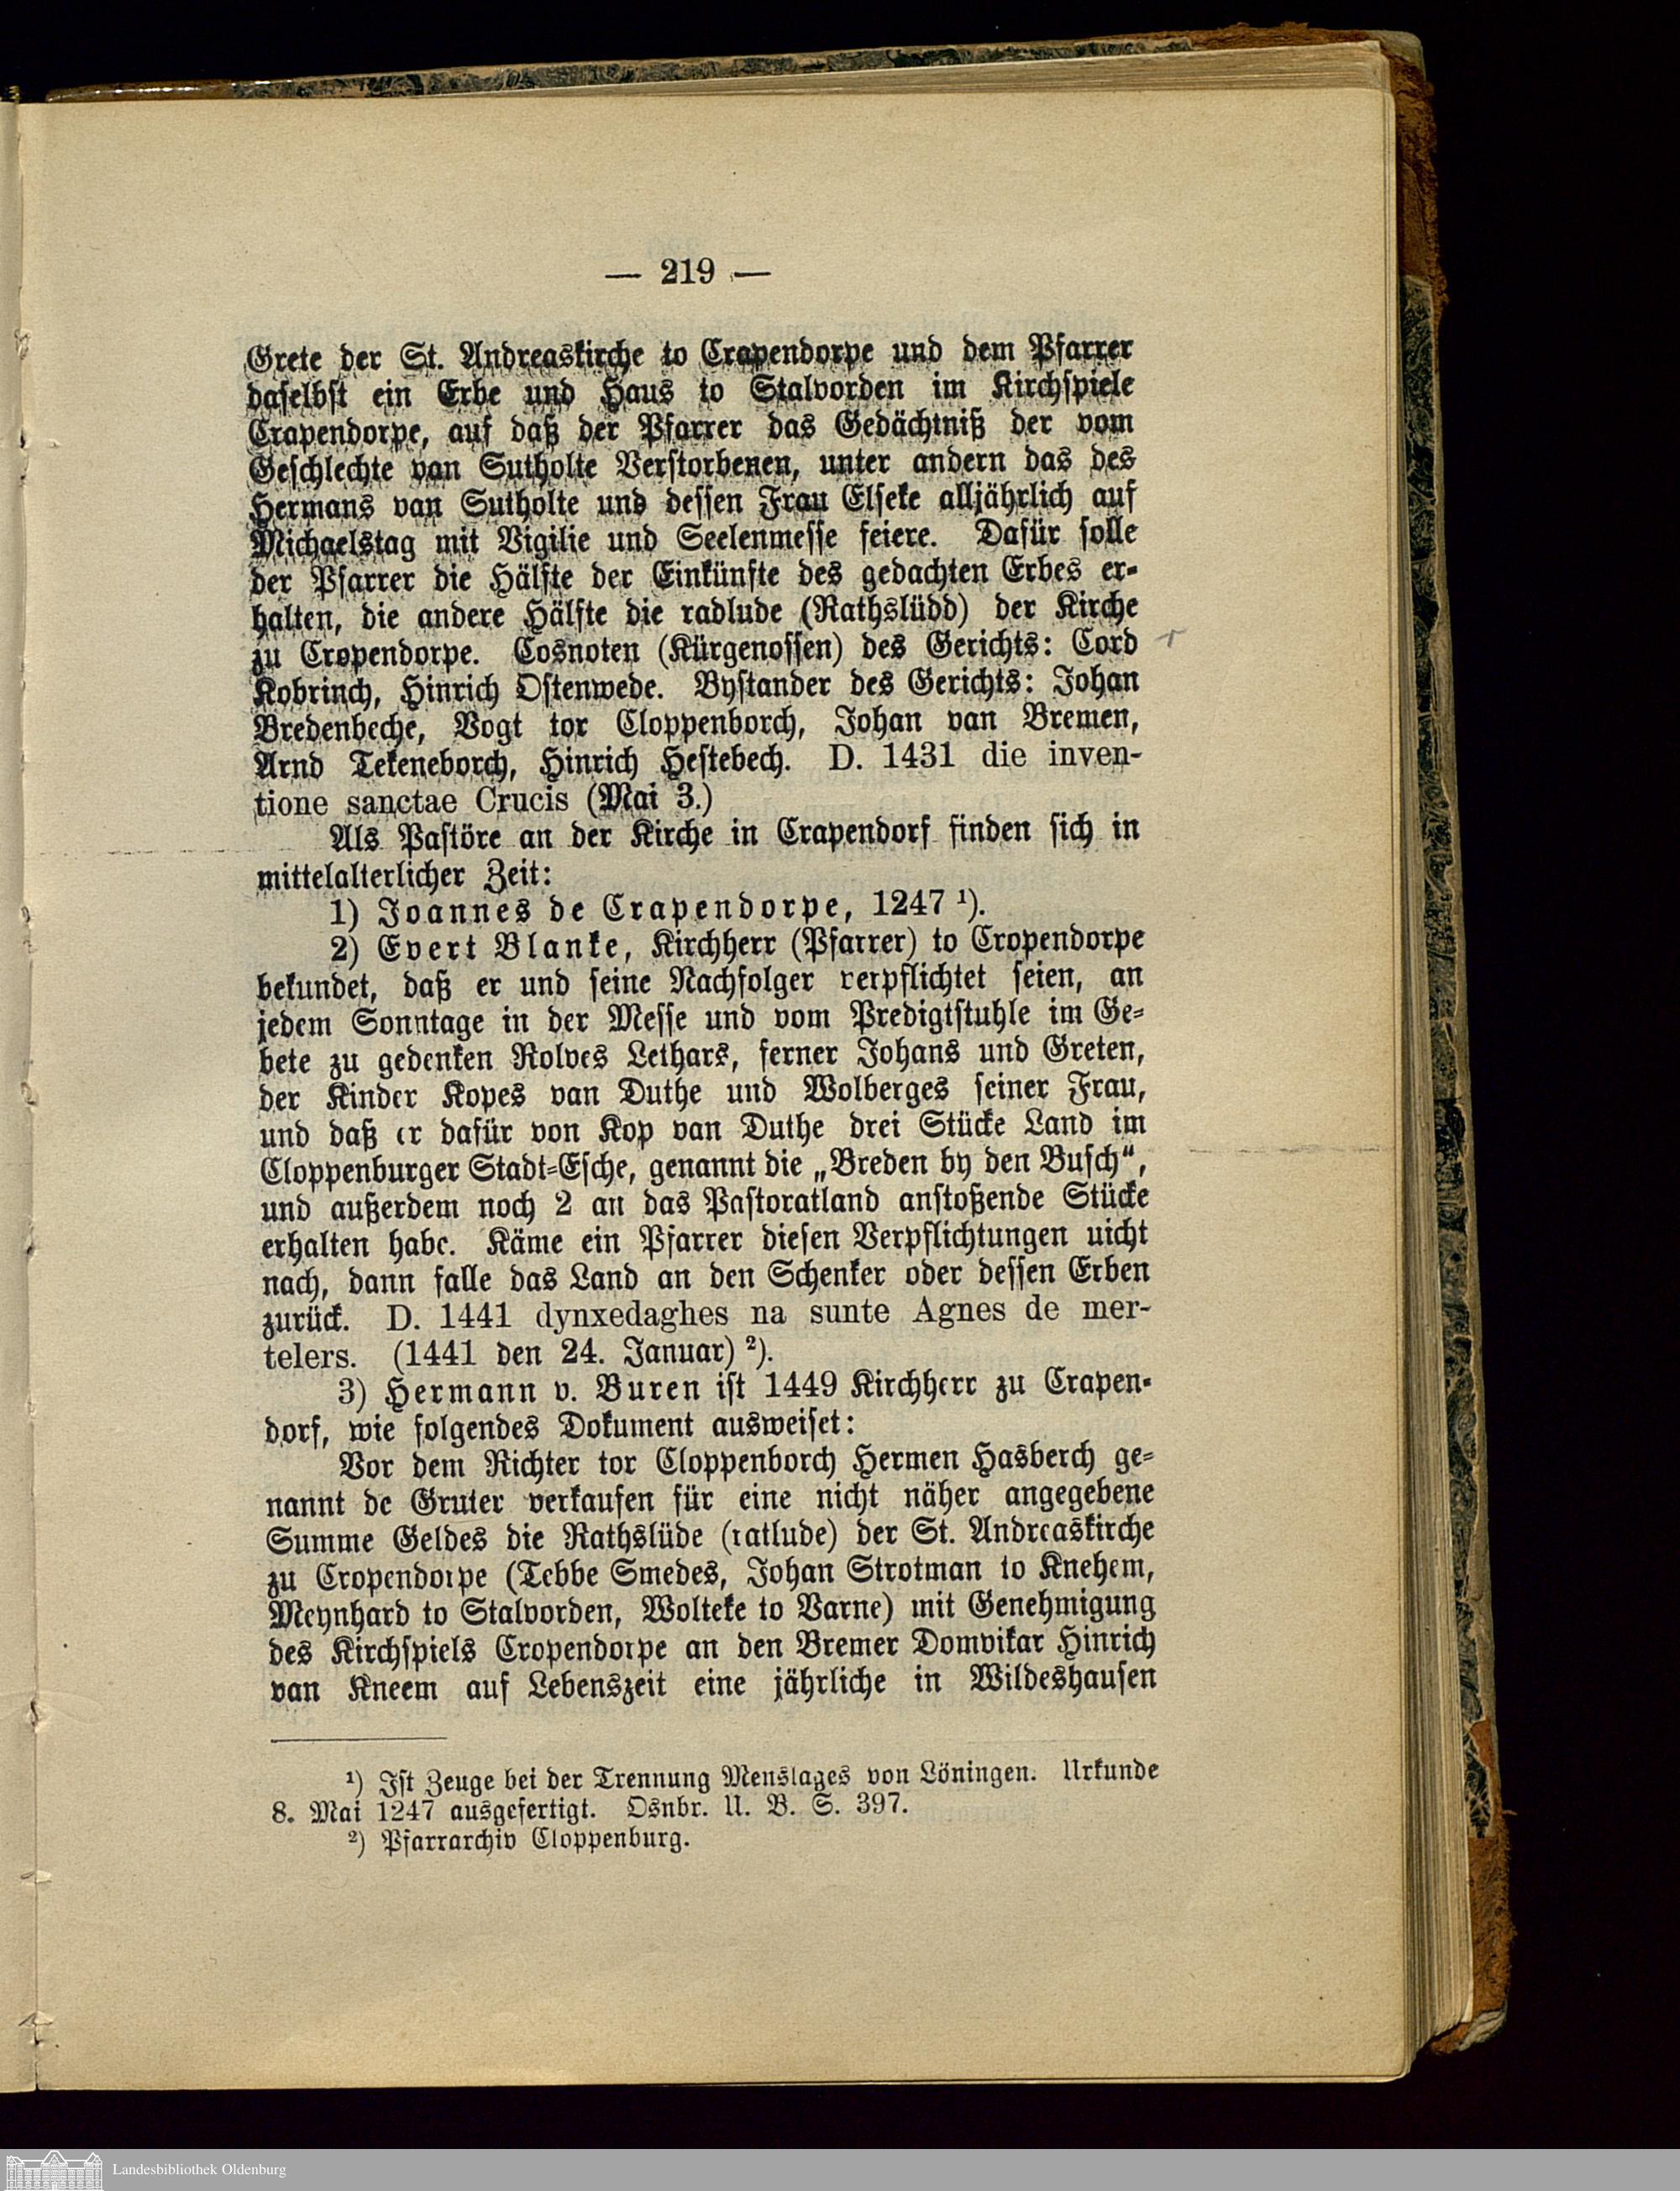 — 219 —
Grete der St. Andreaskirche to Crapendorpe und dem Pfarrer
daselbst ein Erbe und Haus to Stalvorden im Kirchspiele
Crapendorpe, auf daß der Pfarrer das Gedächtniß der vom
Geschlechte van Sutholte Verstorbenen, unter andern das des
Hermans van Sutholte und dessen Frau Elseke alljährlich auf
Michaelstag mit Vigilie und Seelenmesse feiere. Dafür solle
der Pfarrer die Hälfte der Einkünfte des gedachten Erbes er-
halten, die andere Hälfte die radlude (Rathslüdd) der Kirche
zu Cropendorpe. Cosnoten (Kürgenossen) des Gerichts: Cord
Kobrinch, Hinrich Ostenwede. Bystander des Gerichts: Johan
Bredenbeche, Vogt tor Cloppenborch, Johan van Bremen,
Arnd Tekeneborch, Hinrich Hestebech. D. 1431 die inven-
tione sanctae Crucis (Mai 3.)
Als Pastöre an der Kirche in Crapendorf finden sich in
mittelalterlicher Zeit:
1) Joannes de Crapendorpe, 1247 ¹).
2) Evert Blanke, Kirchherr (Pfarrer) to Cropendorpe
bekundet, daß er und seine Nachfolger verpflichtet seien, an
jedem Sonntage in der Messe und vom Predigtstuhle im Ge-
bete zu gedenken Rolves Lethars, ferner Johans und Greten,
der Kinder Kopes van Duthe und Wolberges seiner Frau,
und daß er dafür von Kop van Duthe drei Stücke Land im
Cloppenburger Stadt-Esche, genannt die „Breden by den Busch“,
und außerdem noch 2 an das Pastoratland anstoßende Stücke
erhalten habe. Käme ein Pfarrer diesen Verpflichtungen uicht
nach, dann falle das Land an den Schenker oder dessen Erben
zurück. D. 1441 dynxedaghes na sunte Agnes de mer-
telers. (1441 den 24. Januar) ²).
3) Hermann v. Buren ist 1449 Kirchherr zu Crapen-
dorf, wie folgendes Dokument ausweiset:
Vor dem Richter tor Cloppenborch Hermen Hasberch ge-
nannt de Gruter verkaufen für eine nicht näher angegebene
Summe Geldes die Rathslüde (ratlude) der St. Andreaskirche
zu Cropendorpe (Tebbe Smedes, Johan Strotman to Knehem,
Meynhard to Stalvorden, Wolteke to Varne) mit Genehmigung
des Kirchspiels Cropendorpe an den Bremer Domvikar Hinrich
van Kneem auf Lebenszeit eine jährliche in Wildeshausen
¹) Ist Zeuge bei der Trennung Menslages von Löningen. Urkunde
8. Mai 1247 ausgefertigt. Osnbr. U. B. S. 397.
²) Pfarrarchiv Cloppenburg.
Landesbibliothek Oldenburg